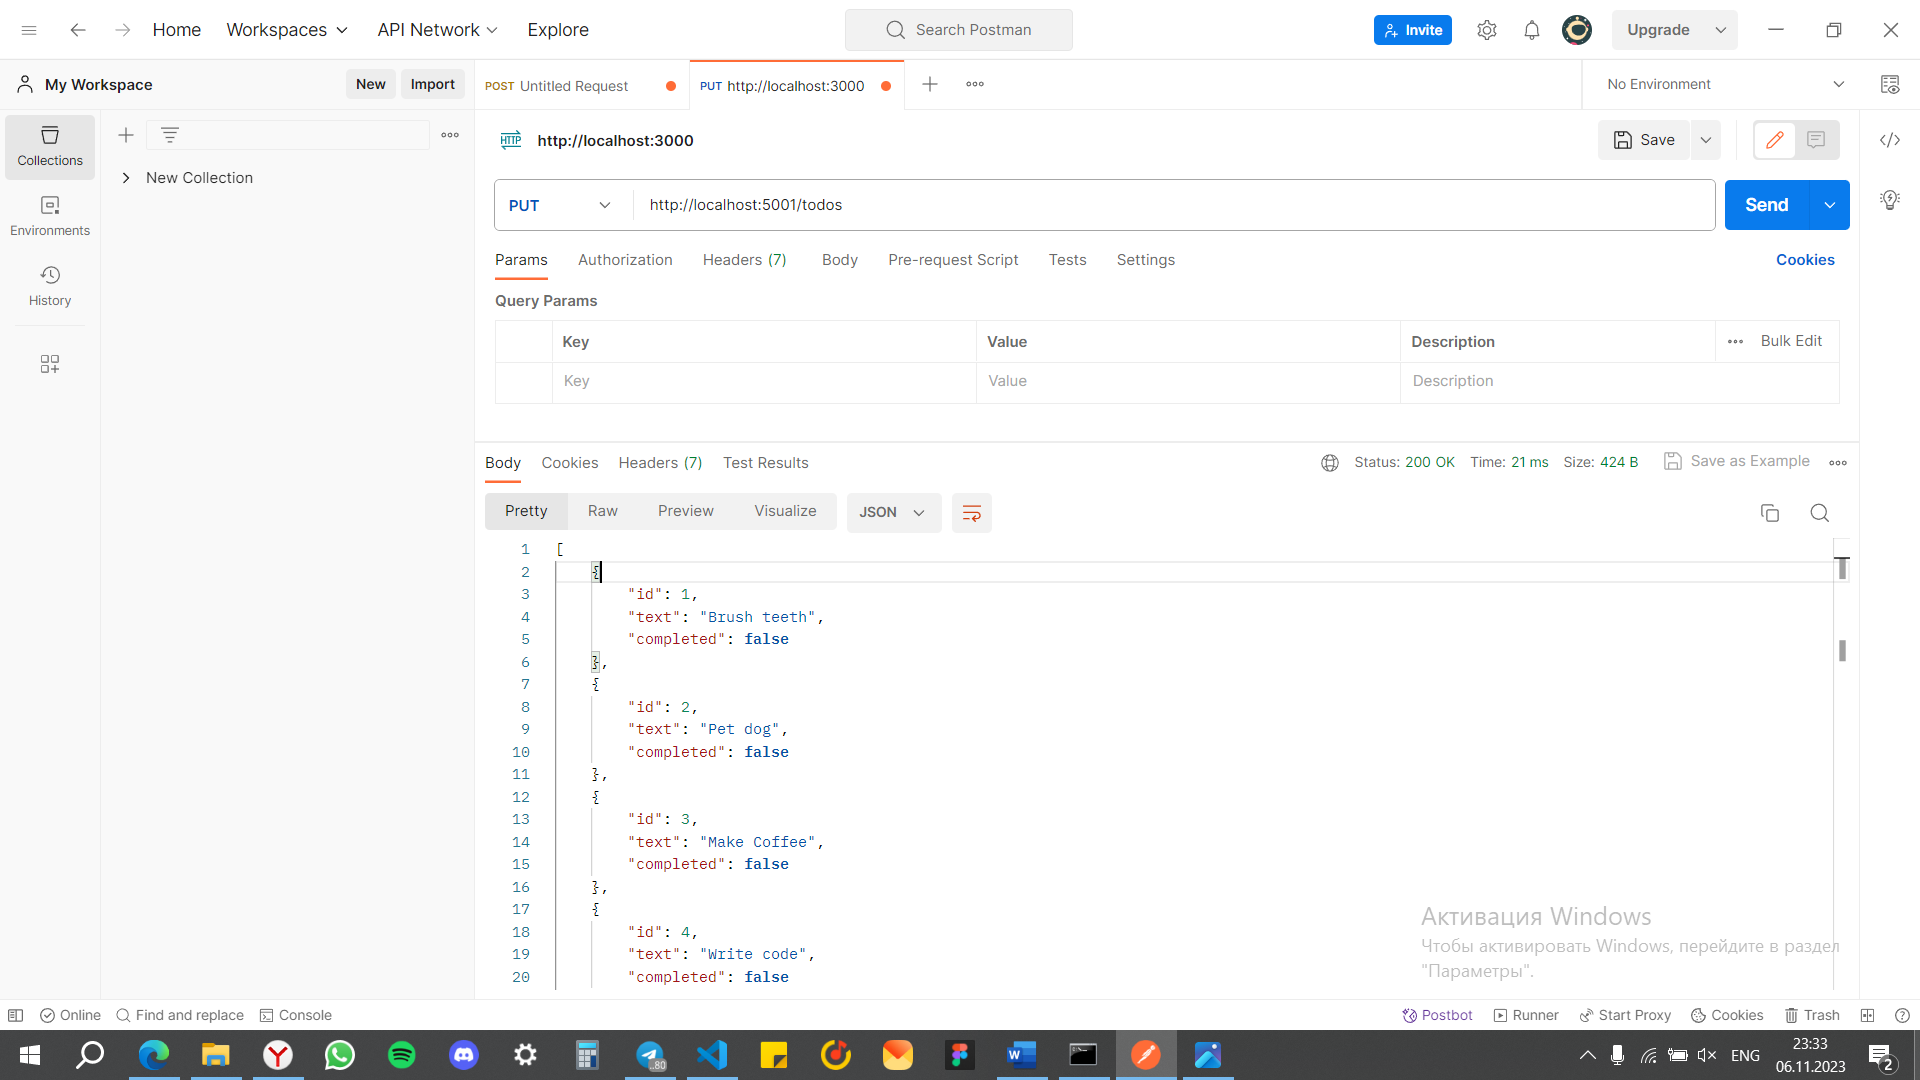 Home Workspaces API Network Explore Search Postman Invite Upgrade
My Workspace New Import POST Untitled Request PUT http://localhost:3000 No Environment
Collections
Environments
History
New Collection
HTTP http://localhost:3000 Save
PUT http://localhost:5001/todos Send
Params Authorization Headers (7) Body Pre-request Script Tests Settings Cookies
Query Params
Key Value Description Bulk Edit
Key Value Description
Body Cookies Headers (7) Test Results Status: 200 OK Time: 21 ms Size: 424 B Save as Example
Pretty Raw Preview Visualize JSON
1 [
2 {
3 "id": 1,
4 "text": "Brush teeth",
5 "completed": false
6 },
7 {
8 "id": 2,
9 "text": "Pet dog",
10 "completed": false
11 },
12 {
13 "id": 3,
14 "text": "Make Coffee",
15 "completed": false
16 },
17 {
18 "id": 4,
19 "text": "Write code",
20 "completed": false
Активация Windows
Чтобы активировать Windows, перейдите в раздел
"Параметры".
Online Find and replace Console Postbot Runner Start Proxy Cookies Trash
80 ENG 23:33
06.11.2023 2